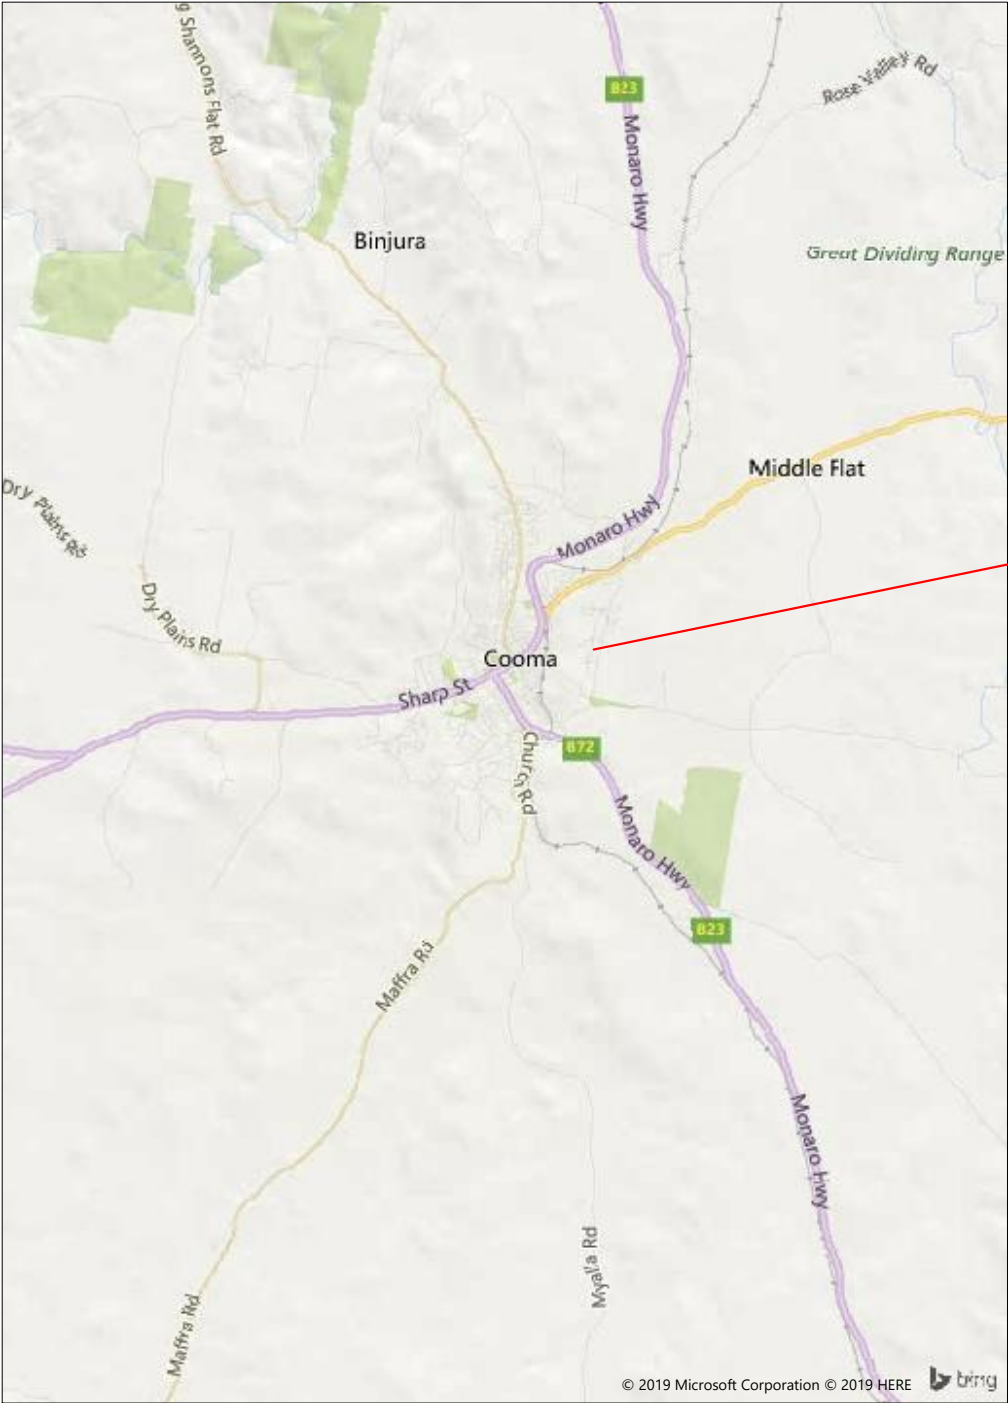 g Shannons Flat Rd
B23
Rose Valley Rd
Monaro Hwy
Binjura
Great Dividing Range
Middle Flat
Dry Plains Rd
Monaro Hwy
Dry Plains Rd
Cooma
Sharp St
Church Rd
B72
Monaro Hwy
B23
Maffra Rd
Monaro Hwy
Myalla Rd
Maffra Rd
© 2019 Microsoft Corporation © 2019 HERE
bing